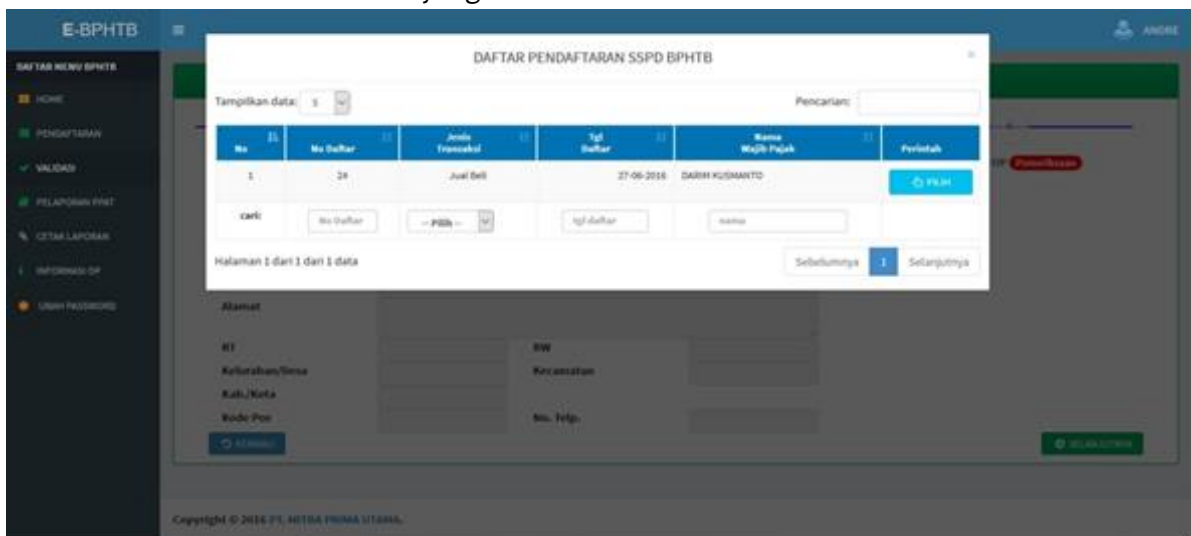 E-BPHTB
ANDRE
DAFTAR MENU BPHTB
HOME
PENDAFTARAN
VALIDASI
PELAPORAN PPAT
CETAK LAPORAN
INFORMASI OP
UBAH PASSWORD
DAFTAR PENDAFTARAN SSPD BPHTB
×
Tampilkan data: 5
Pencarian:
No No Daftar Jenis Transaksi Tgl Daftar Nama Wajib Pajak Perintah
1 24 Jual Beli 27-06-2016 DARIM KUSMANTO PILIH
cari: No Daftar -- Pilih -- tgl daftar nama
Halaman 1 dari 1 dari 1 data
Sebelumnya 1 Selanjutnya
Pemeriksaan
Alamat
RT RW
Kelurahan/Desa Kecamatan
Kab./Kota
Kode Pos No. Telp.
KEMBALI SELANJUTNYA
Copyright © 2016 PT. MITRA PRIMA UTAMA.